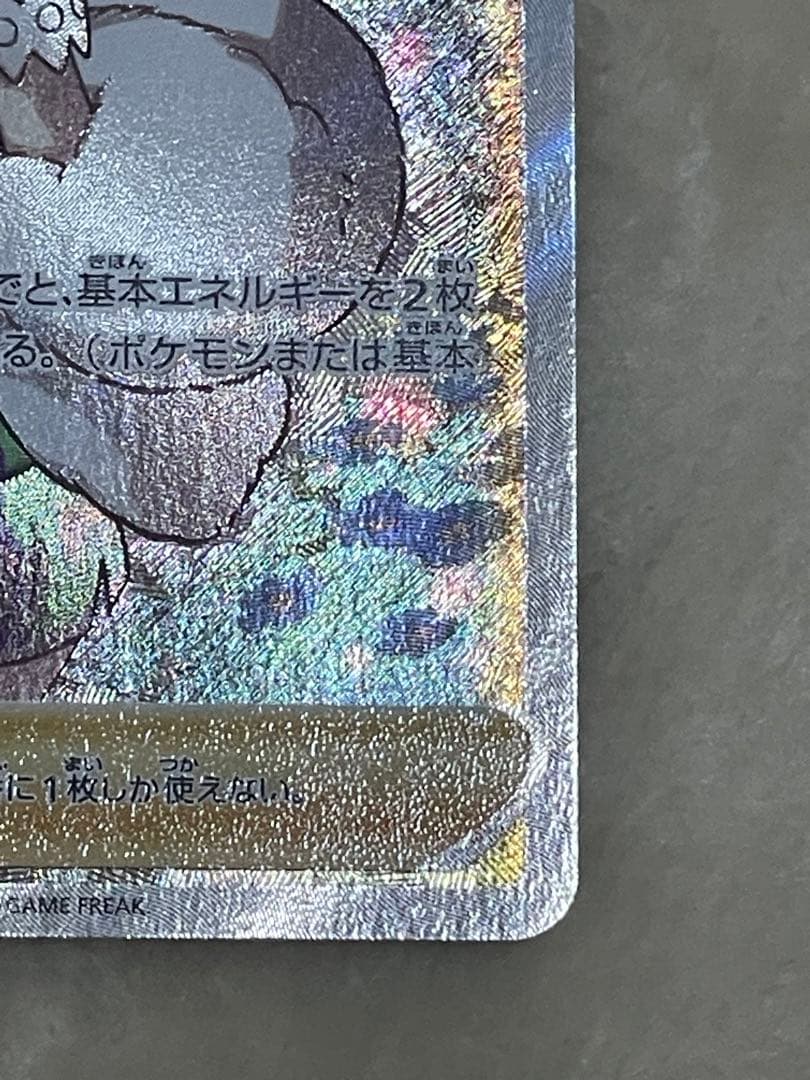 きほん まい
でと、基本エネルギーを2枚
きほん
る。(ポケモンまたは基本
まい つか
に1枚しか使えない。
GAME FREAK